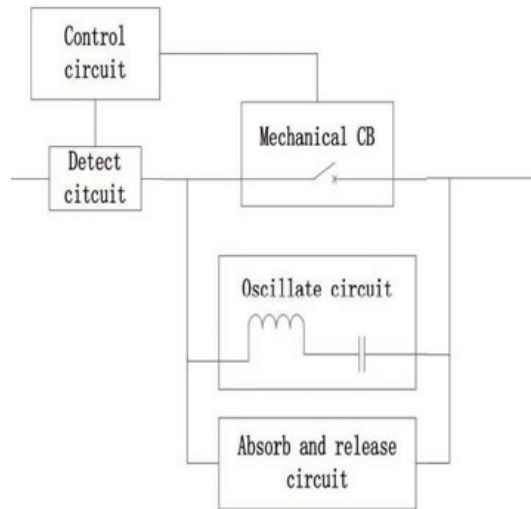 Control
circuit
Mechanical CB
Detect
citcuit
Oscillate circuit
Absorb and release
circuit